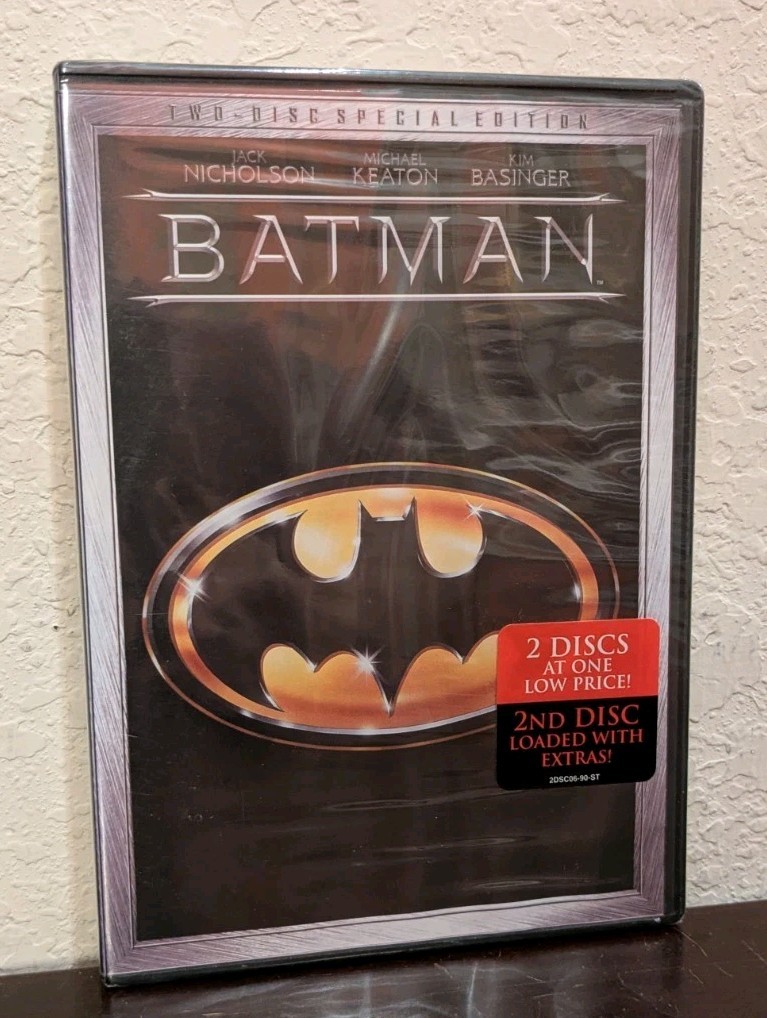 TWO-DISC SPECIAL EDITION
JACK NICHOLSON
MICHAEL KEATON
KIM BASINGER
BATMAN™
2 DISCS
AT ONE
LOW PRICE!
2ND DISC
LOADED WITH
EXTRAS!
2DSC06-90-ST